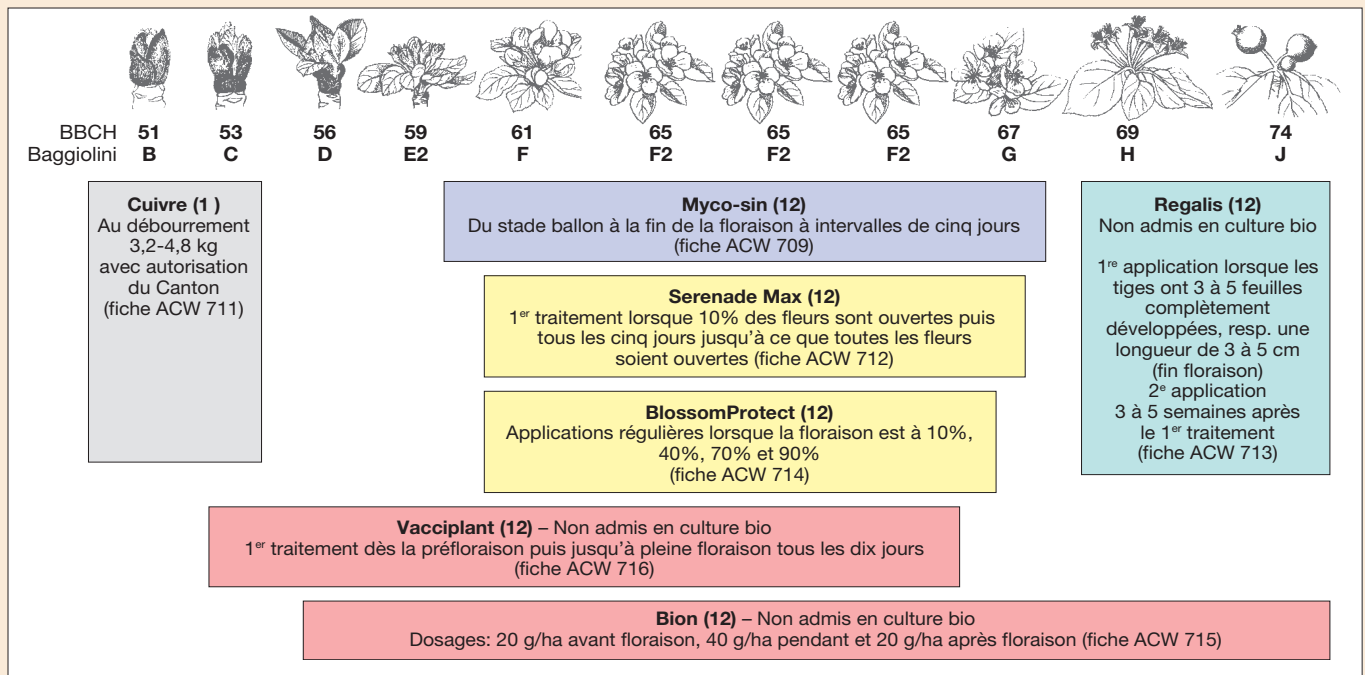 BBCH 51 53 56 59 61 65 65 65 67 69 74
Baggiolini B C D E2 F F2 F2 F2 G H J
Cuivre (1 )
Au débourrement
3,2-4,8 kg
avec autorisation
du Canton
(fiche ACW 711)
Myco-sin (12)
Du stade ballon à la fin de la floraison à intervalles de cinq jours
(fiche ACW 709)
Serenade Max (12)
1er traitement lorsque 10% des fleurs sont ouvertes puis
tous les cinq jours jusqu’à ce que toutes les fleurs
soient ouvertes (fiche ACW 712)
BlossomProtect (12)
Applications régulières lorsque la floraison est à 10%,
40%, 70% et 90%
(fiche ACW 714)
Regalis (12)
Non admis en culture bio
1re application lorsque les
tiges ont 3 à 5 feuilles
complètement
développées, resp. une
longueur de 3 à 5 cm
(fin floraison)
2e application
3 à 5 semaines après
le 1er traitement
(fiche ACW 713)
Vacciplant (12) – Non admis en culture bio
1er traitement dès la préfloraison puis jusqu’à pleine floraison tous les dix jours
(fiche ACW 716)
Bion (12) – Non admis en culture bio
Dosages: 20 g/ha avant floraison, 40 g/ha pendant et 20 g/ha après floraison (fiche ACW 715)